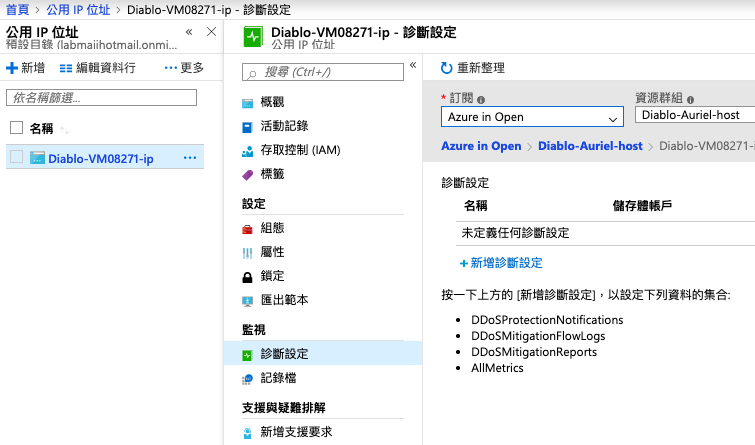 首頁 > 公用 IP 位址 > Diablo-VM08271-ip - 診斷設定
公用 IP 位址
預設目錄 (labmaiihotmail.onmi...
新增 編輯資料行 ··· 更多
依名稱篩選...
名稱
Diablo-VM08271-ip ···
Diablo-VM08271-ip - 診斷設定
公用 IP 位址
搜尋 (Ctrl+/)
概觀
活動記錄
存取控制 (IAM)
標籤
設定
組態
屬性
鎖定
匯出範本
監視
診斷設定
記錄檔
支援與疑難排解
新增支援要求
重新整理
* 訂閱
Azure in Open
資源群組
Diablo-Auriel-host
Azure in Open > Diablo-Auriel-host > Diablo-VM08271-i
診斷設定
名稱 儲存體帳戶
未定義任何診斷設定
+ 新增診斷設定
按一下上方的 [新增診斷設定]，以設定下列資料的集合:
• DDoSProtectionNotifications
• DDoSMitigationFlowLogs
• DDoSMitigationReports
• AllMetrics